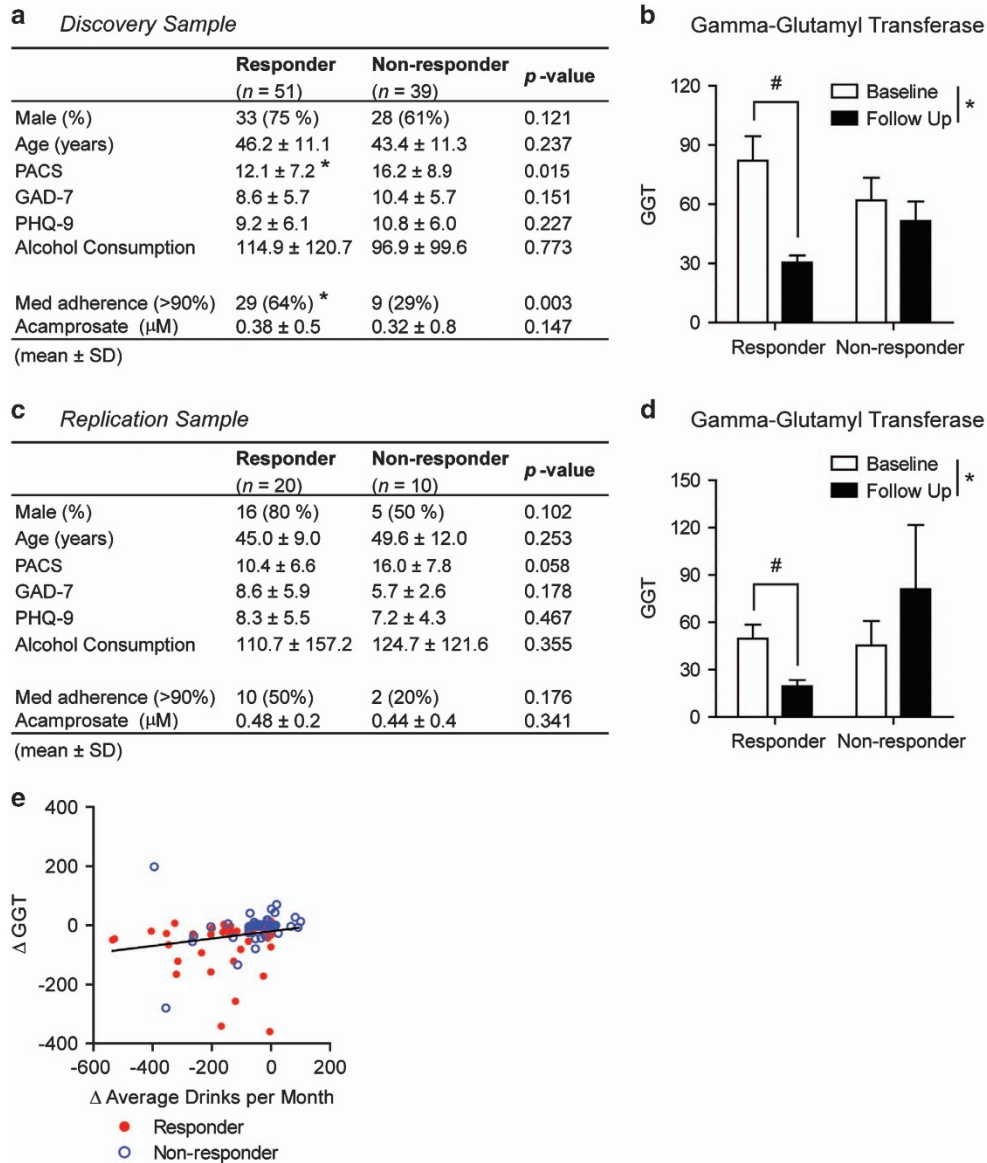 a Discovery Sample
Responder Non-responder p-value
(n = 51) (n = 39)
Male (%) 33 (75 %) 28 (61%) 0.121
Age (years) 46.2 ± 11.1 43.4 ± 11.3 0.237
PACS 12.1 ± 7.2 * 16.2 ± 8.9 0.015
GAD-7 8.6 ± 5.7 10.4 ± 5.7 0.151
PHQ-9 9.2 ± 6.1 10.8 ± 6.0 0.227
Alcohol Consumption 114.9 ± 120.7 96.9 ± 99.6 0.773
Med adherence (>90%) 29 (64%) * 9 (29%) 0.003
Acamprosate (µM) 0.38 ± 0.5 0.32 ± 0.8 0.147
(mean ± SD)
b Gamma-Glutamyl Transferase
Baseline
Follow Up
*
#
120
90
60
30
0
GGT
Responder Non-responder
c Replication Sample
Responder Non-responder p-value
(n = 20) (n = 10)
Male (%) 16 (80 %) 5 (50 %) 0.102
Age (years) 45.0 ± 9.0 49.6 ± 12.0 0.253
PACS 10.4 ± 6.6 16.0 ± 7.8 0.058
GAD-7 8.6 ± 5.9 5.7 ± 2.6 0.178
PHQ-9 8.3 ± 5.5 7.2 ± 4.3 0.467
Alcohol Consumption 110.7 ± 157.2 124.7 ± 121.6 0.355
Med adherence (>90%) 10 (50%) 2 (20%) 0.176
Acamprosate (µM) 0.48 ± 0.2 0.44 ± 0.4 0.341
(mean ± SD)
d Gamma-Glutamyl Transferase
Baseline
Follow Up
*
#
150
120
90
60
30
0
GGT
Responder Non-responder
e
400
200
0
-200
-400
Δ GGT
-600 -400 -200 0 200
Δ Average Drinks per Month
Responder
Non-responder